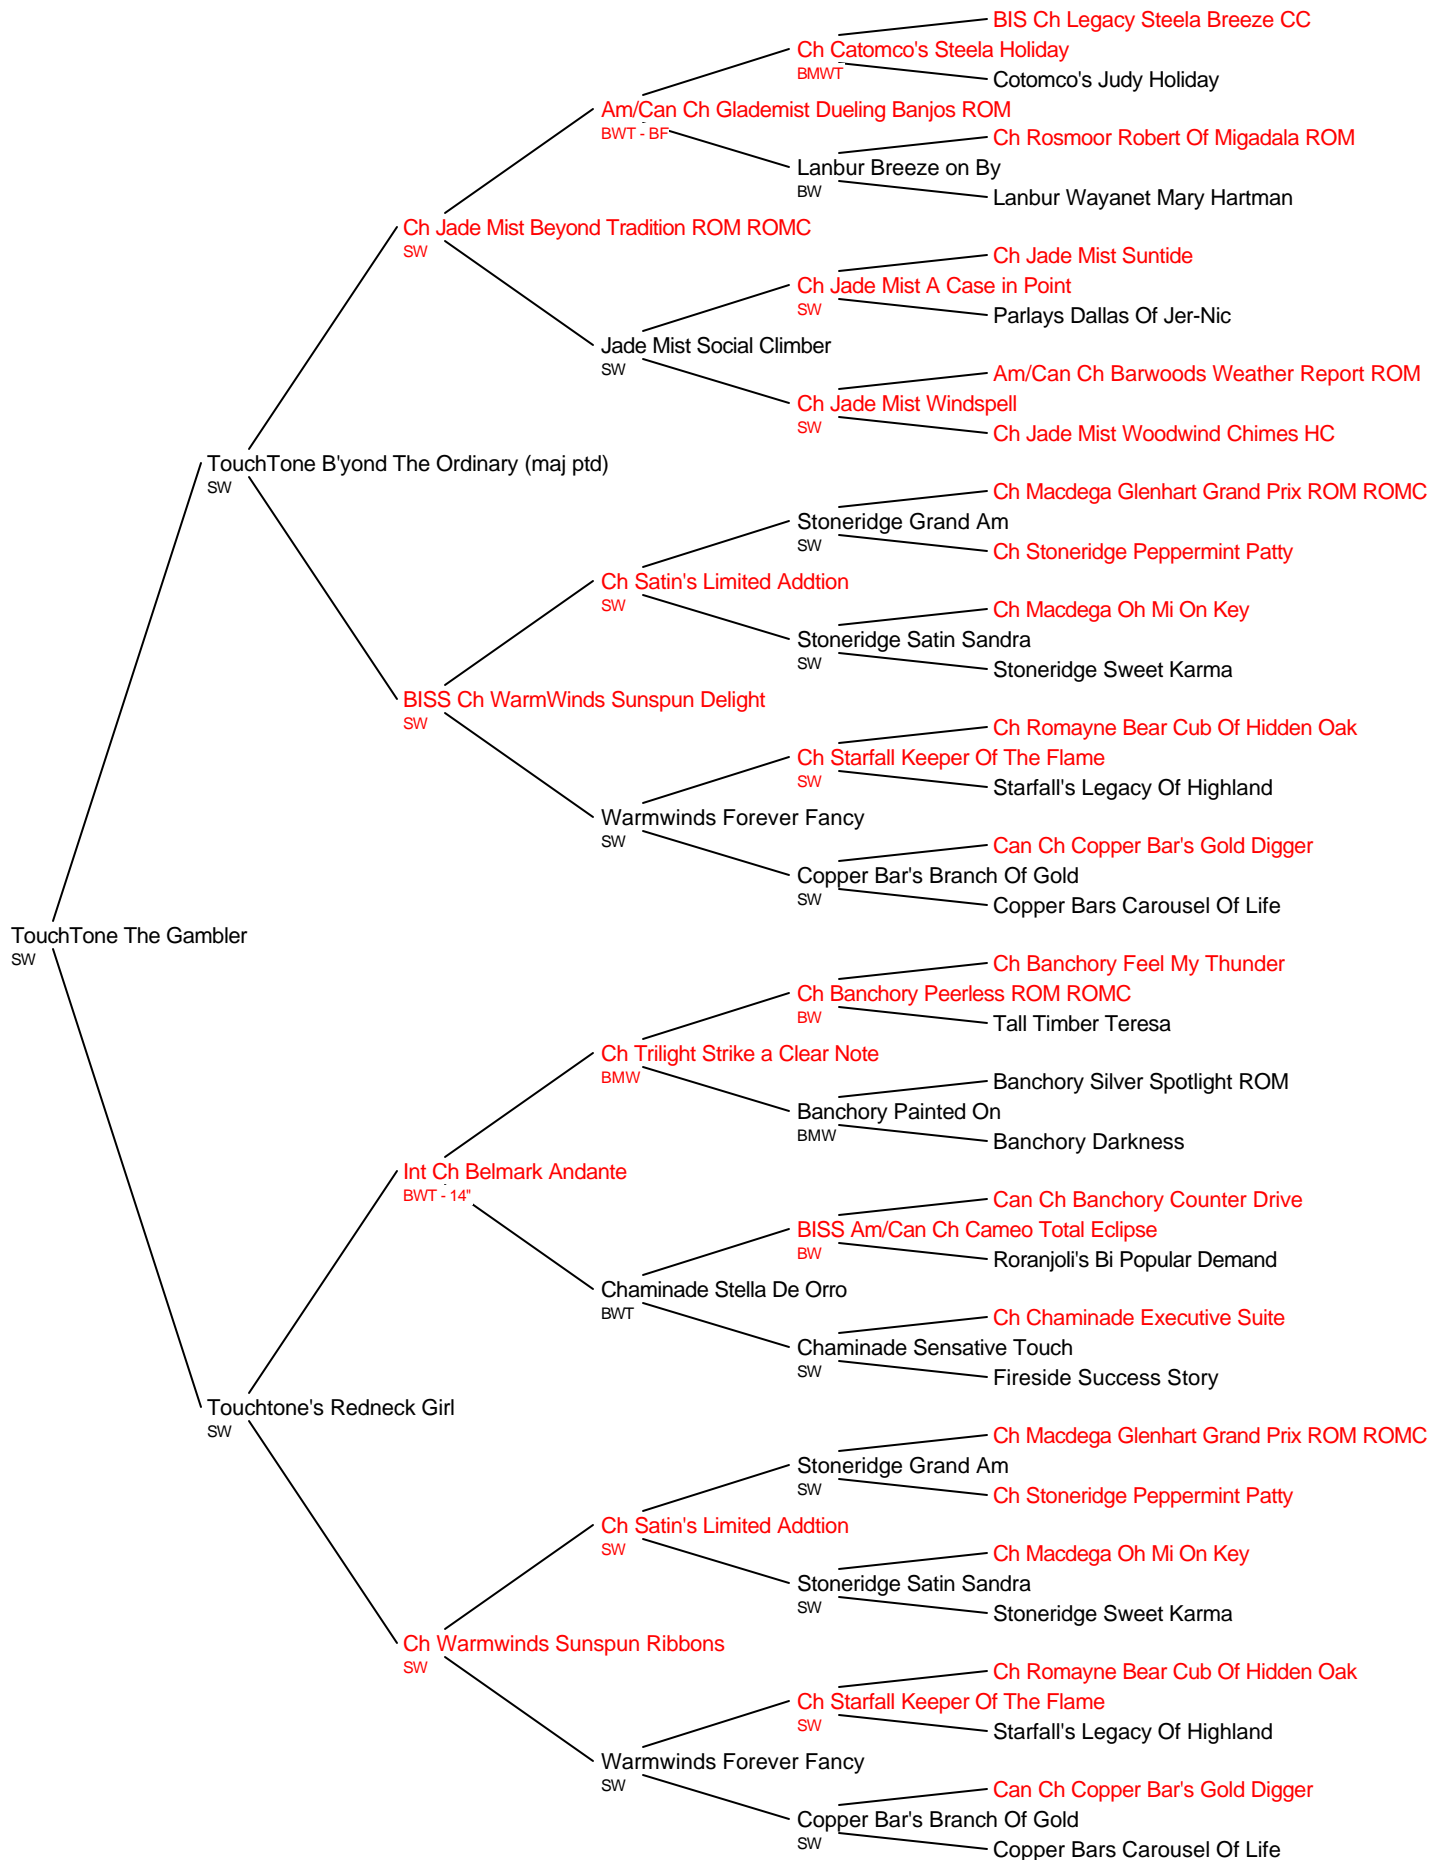 BIS Ch Legacy Steela Breeze CC
Ch Catomco's Steela Holiday
BMWT
Cotomco's Judy Holiday
Am/Can Ch Glademist Dueling Banjos ROM
BWT - BF
Ch Rosmoor Robert Of Migadala ROM
Lanbur Breeze on By
BW
Lanbur Wayanet Mary Hartman
Ch Jade Mist Beyond Tradition ROM ROMC
SW
Ch Jade Mist Suntide
Ch Jade Mist A Case in Point
SW
Parlays Dallas Of Jer-Nic
Jade Mist Social Climber
SW
Am/Can Ch Barwoods Weather Report ROM
Ch Jade Mist Windspell
SW
Ch Jade Mist Woodwind Chimes HC
TouchTone B'yond The Ordinary (maj ptd)
SW
Ch Macdega Glenhart Grand Prix ROM ROMC
Stoneridge Grand Am
SW
Ch Stoneridge Peppermint Patty
Ch Satin's Limited Addtion
SW
Ch Macdega Oh Mi On Key
Stoneridge Satin Sandra
SW
Stoneridge Sweet Karma
BISS Ch WarmWinds Sunspun Delight
SW
Ch Romayne Bear Cub Of Hidden Oak
Ch Starfall Keeper Of The Flame
SW
Starfall's Legacy Of Highland
Warmwinds Forever Fancy
SW
Can Ch Copper Bar's Gold Digger
Copper Bar's Branch Of Gold
SW
Copper Bars Carousel Of Life
TouchTone The Gambler
SW
Ch Banchory Feel My Thunder
Ch Banchory Peerless ROM ROMC
BW
Tall Timber Teresa
Ch Trilight Strike a Clear Note
BMW
Banchory Silver Spotlight ROM
Banchory Painted On
BMW
Banchory Darkness
Int Ch Belmark Andante
BWT - 14"
Can Ch Banchory Counter Drive
BISS Am/Can Ch Cameo Total Eclipse
BW
Roranjoli's Bi Popular Demand
Chaminade Stella De Orro
BWT
Ch Chaminade Executive Suite
Chaminade Sensative Touch
SW
Fireside Success Story
Touchtone's Redneck Girl
SW
Ch Macdega Glenhart Grand Prix ROM ROMC
Stoneridge Grand Am
SW
Ch Stoneridge Peppermint Patty
Ch Satin's Limited Addtion
SW
Ch Macdega Oh Mi On Key
Stoneridge Satin Sandra
SW
Stoneridge Sweet Karma
Ch Warmwinds Sunspun Ribbons
SW
Ch Romayne Bear Cub Of Hidden Oak
Ch Starfall Keeper Of The Flame
SW
Starfall's Legacy Of Highland
Warmwinds Forever Fancy
SW
Can Ch Copper Bar's Gold Digger
Copper Bar's Branch Of Gold
SW
Copper Bars Carousel Of Life